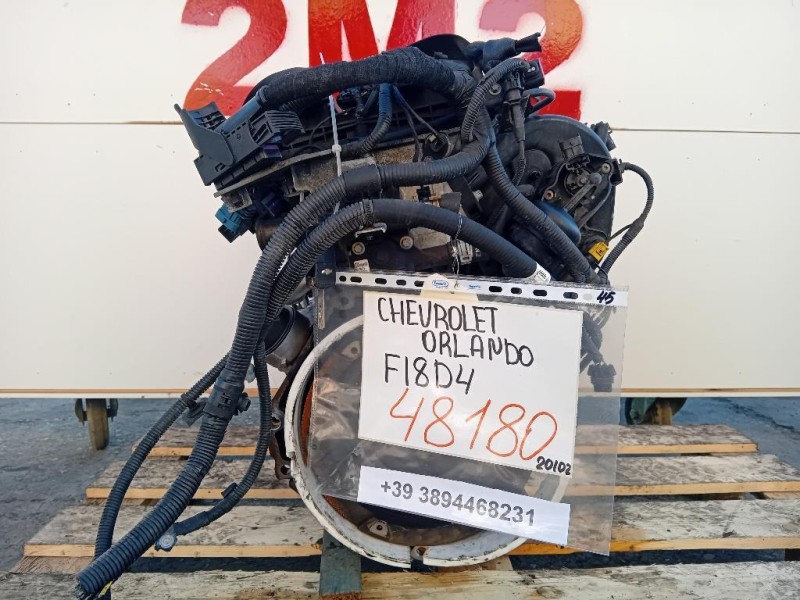 2M2
45
CHEVROLET
ORLANDO
F18D4
48180
20102
+39 3894468231